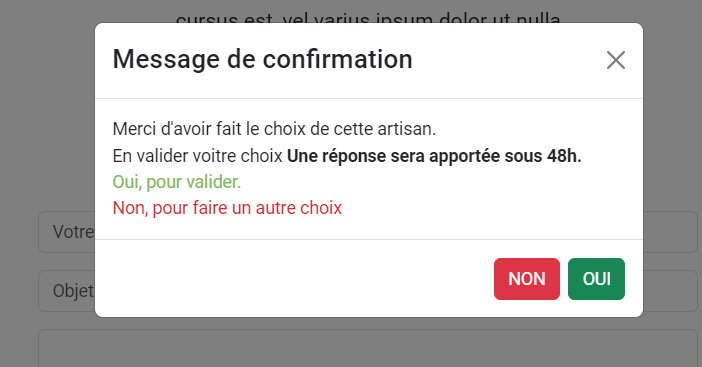 cursus est, vel varius ipsum dolor ut nulla
Message de confirmation
Merci d'avoir fait le choix de cette artisan.
En valider voitre choix Une réponse sera apportée sous 48h.
Oui, pour valider.
Non, pour faire un autre choix
Votre
Objet
NON OUI